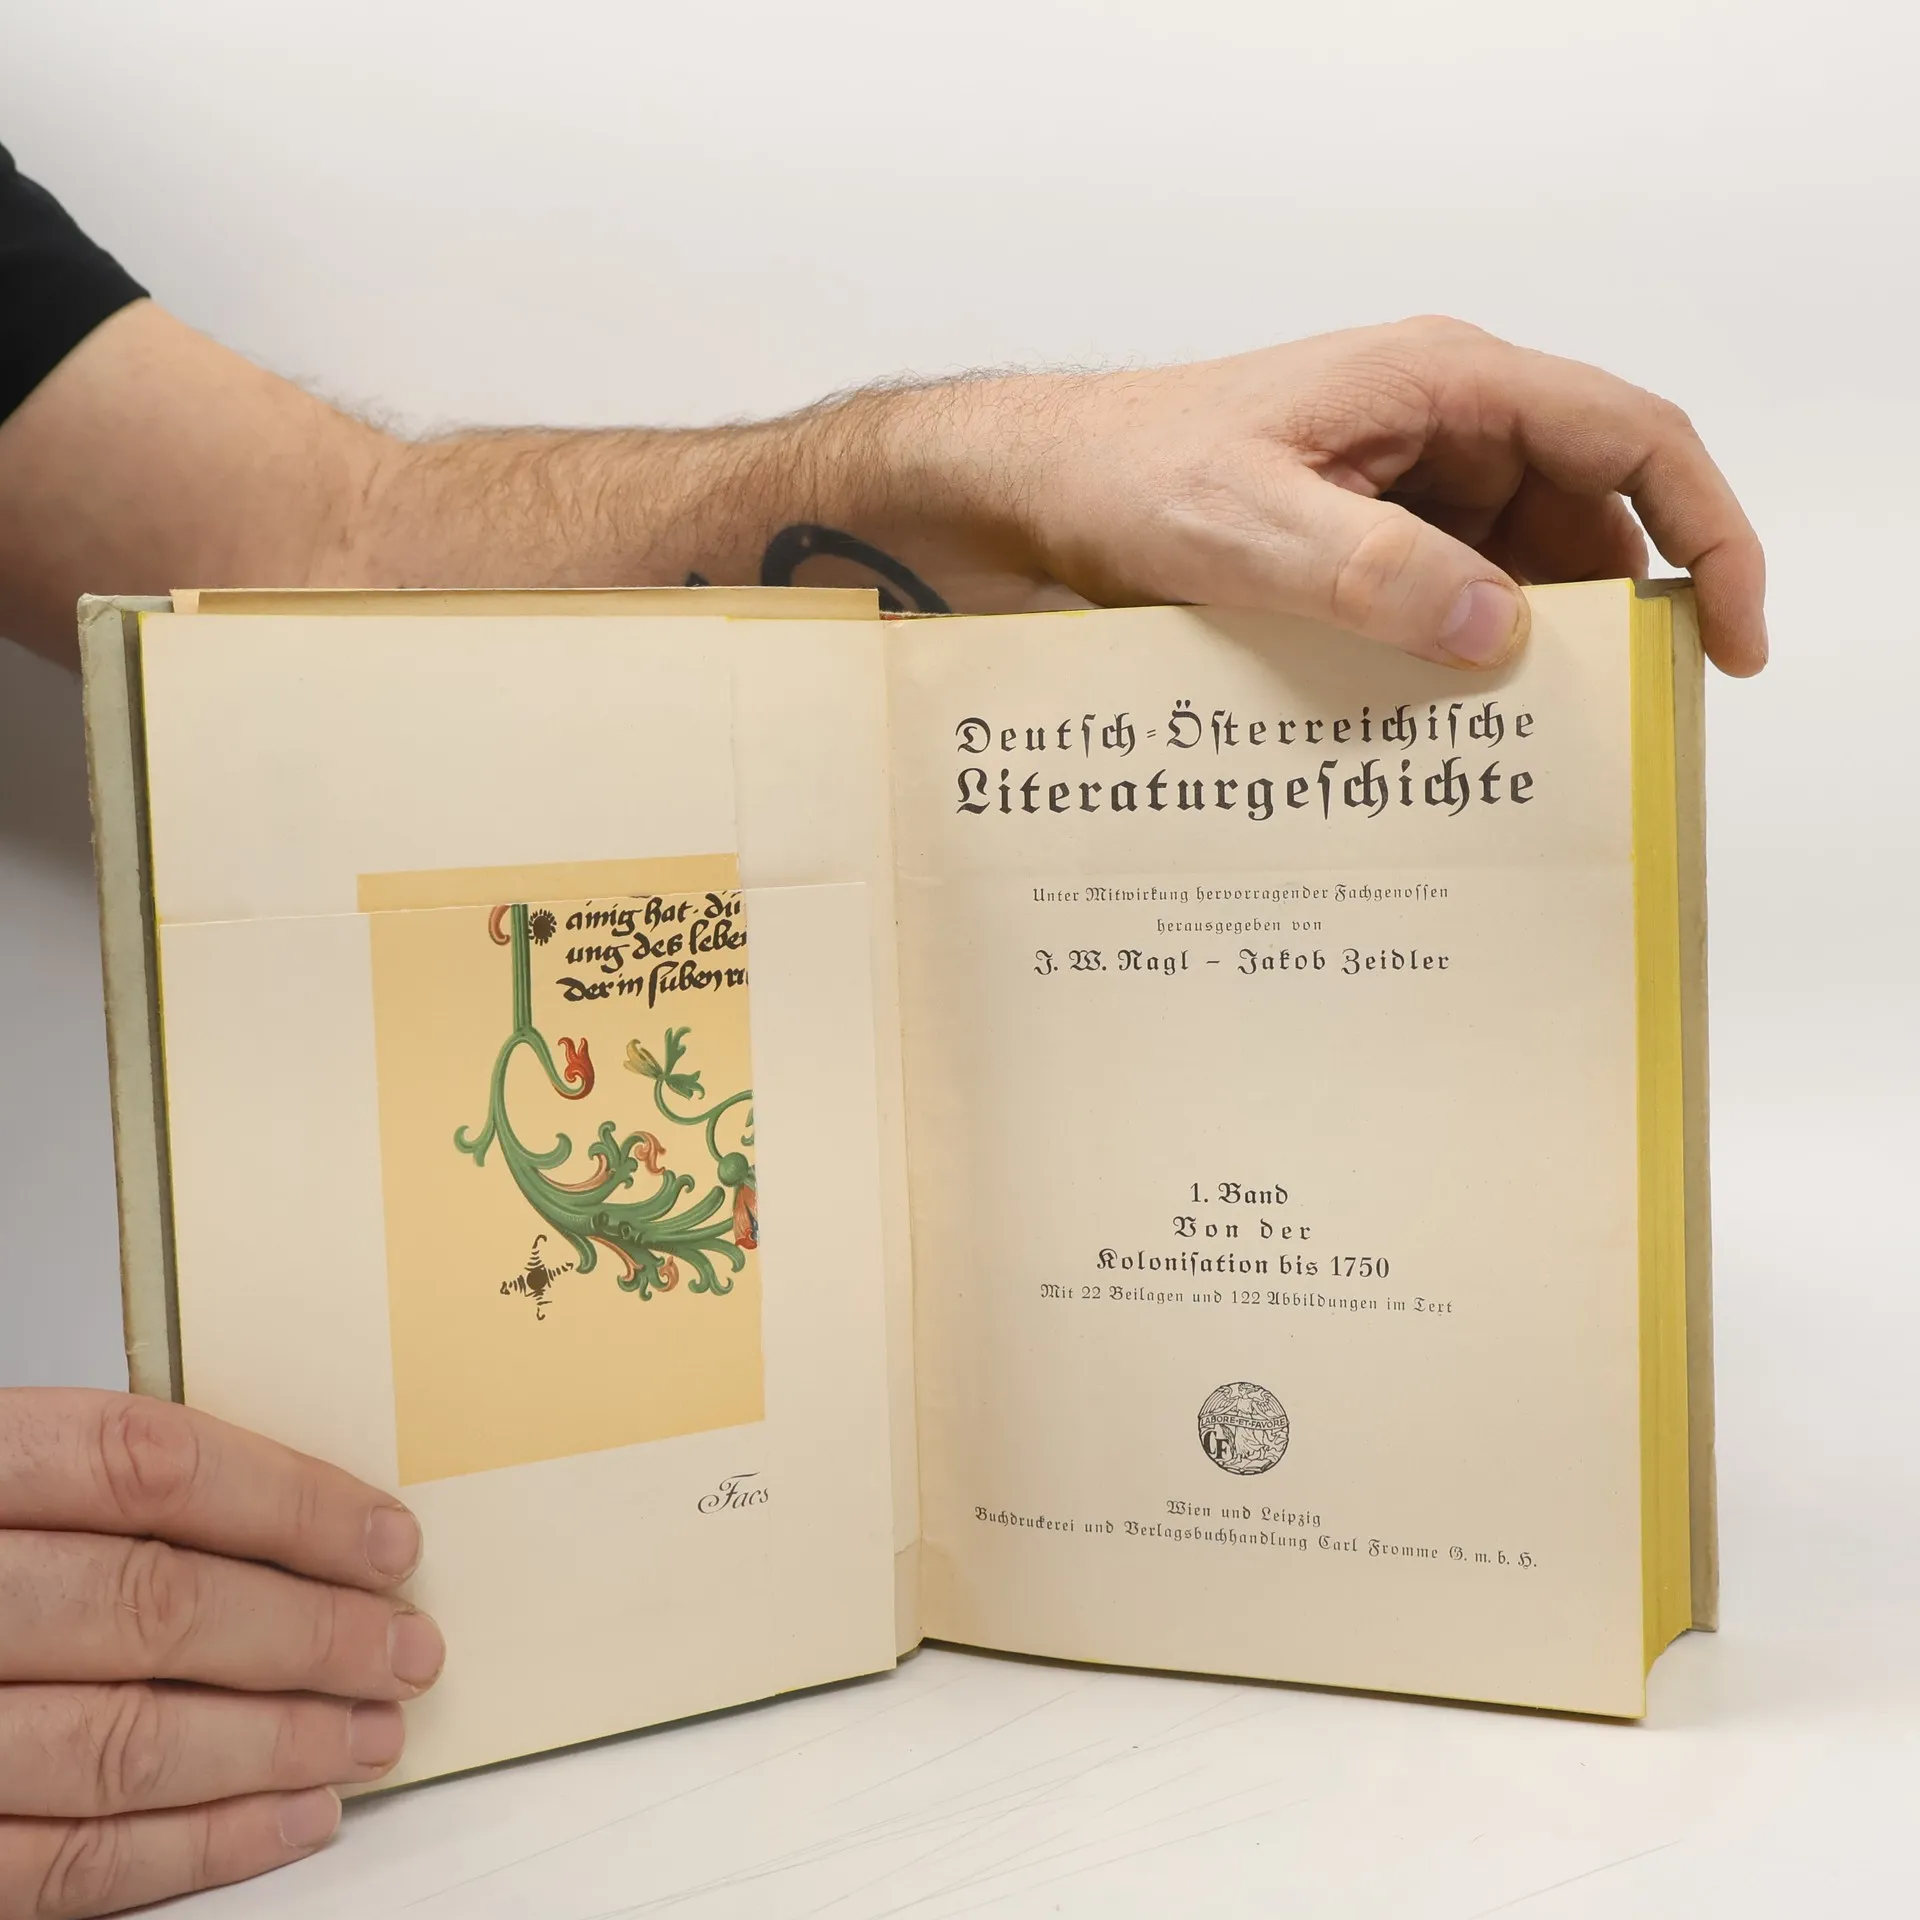 ainig hat · dü
ung des leben
der in suben
Facs
Deutſch-Öſterreichiſche
Literaturgeſchichte
Unter Mitwirkung hervorragender Fachgenoſſen
herausgegeben von
J. W. Nagl – Jakob Zeidler
1. Band
Von der
Koloniſation bis 1750
Mit 22 Beilagen und 122 Abbildungen im Text
LABORE·ET·FAVORE
CF
Wien und Leipzig
Buchdruckerei und Verlagsbuchhandlung Carl Fromme G. m. b. H.